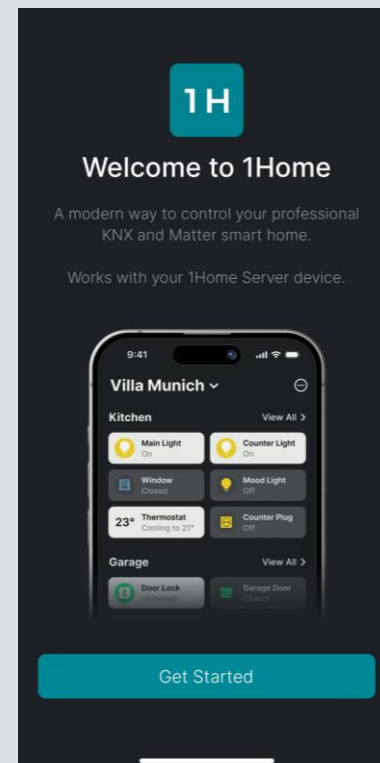 1H
Welcome to 1Home
A modern way to control your professional
KNX and Matter smart home.
Works with your 1Home Server device.
9:41
Villa Munich
Kitchen View All >
Main Light Counter Light
On On
Window Mood Light
Closed Off
23° Thermostat Counter Plug
Cooling to 21° Off
Garage View All >
Door Lock Garage Door
Unlocked Closed
Get Started